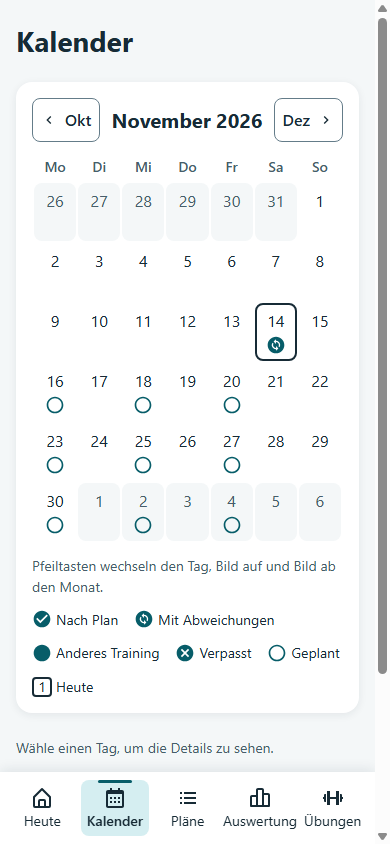 Kalender
Okt November 2026 Dez
Mo Di Mi Do Fr Sa So
26 27 28 29 30 31 1
2 3 4 5 6 7 8
9 10 11 12 13 14 15
16 17 18 19 20 21 22
23 24 25 26 27 28 29
30 1 2 3 4 5 6
Pfeiltasten wechseln den Tag, Bild auf und Bild ab
den Monat.
Nach Plan Mit Abweichungen
Anderes Training Verpasst Geplant
1 Heute
Wähle einen Tag, um die Details zu sehen.
Heute Kalender Pläne Auswertung Übungen